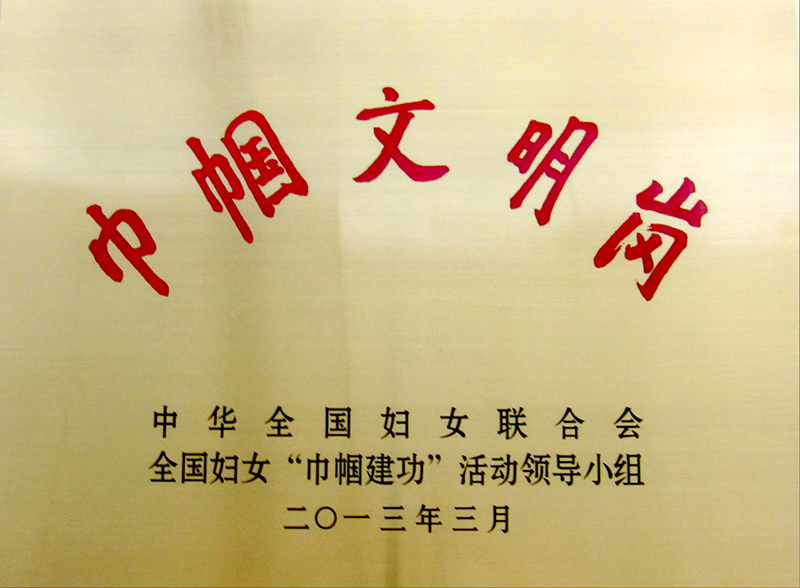 巾帼文明岗
中华全国妇女联合会
全国妇女“巾帼建功”活动领导小组
二〇一三年三月